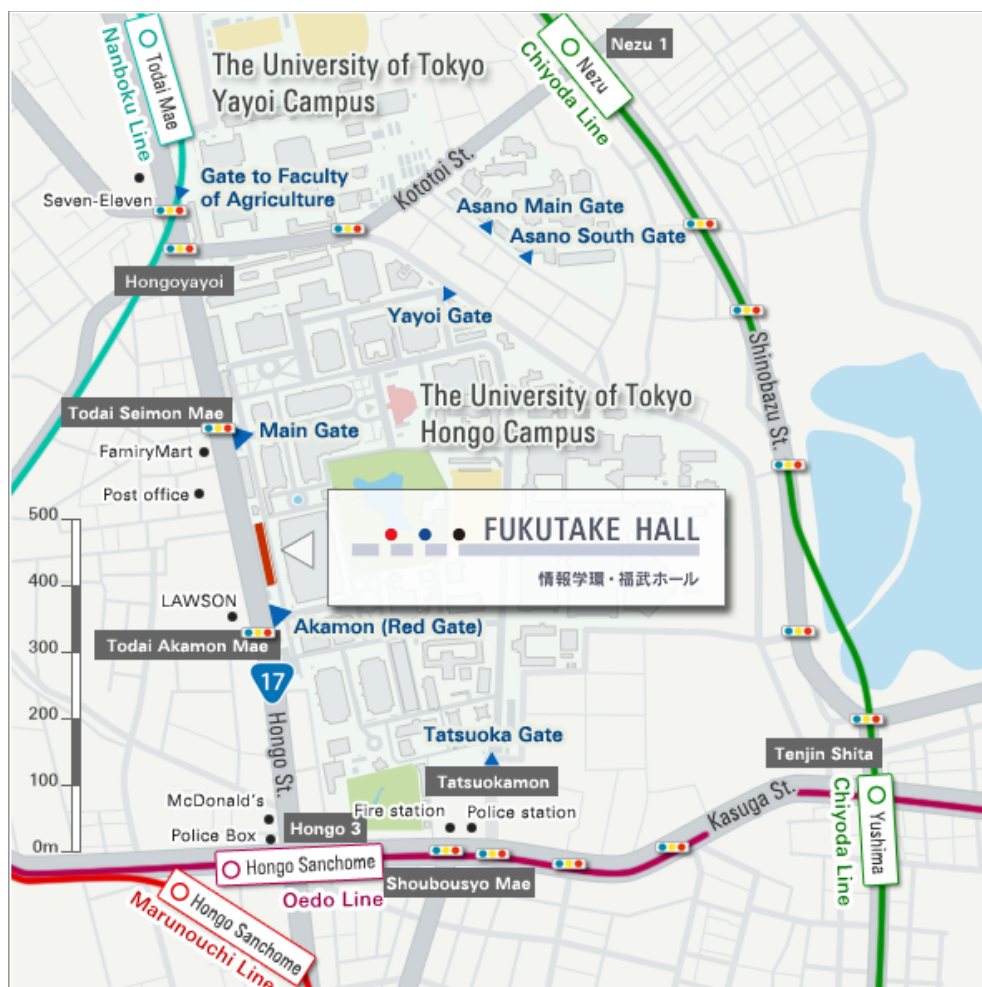 Nanboku Line
Todai Mae
The University of Tokyo
Yayoi Campus
Chiyoda Line
Nezu
Nezu 1
Seven-Eleven
Gate to Faculty
of Agriculture
Kototoi St.
Asano Main Gate
Asano South Gate
Hongoyayoi
Yayoi Gate
Shinobazu St.
Todai Seimon Mae
Main Gate
The University of Tokyo
Hongo Campus
FamiryMart
Post office
500
FUKUTAKE HALL
情報学環・福武ホール
400
LAWSON
Akamon (Red Gate)
Todai Akamon Mae
300
17
Hongo St.
200
Tatsuoka Gate
Tenjin Shita
Tatsuokamon
100
McDonald's
Fire station
Police station
Kasuga St.
Police Box
Hongo 3
0m
Hongo Sanchome
Oedo Line
Shoubousyo Mae
Chiyoda Line
Yushima
Hongo Sanchome
Marunouchi Line